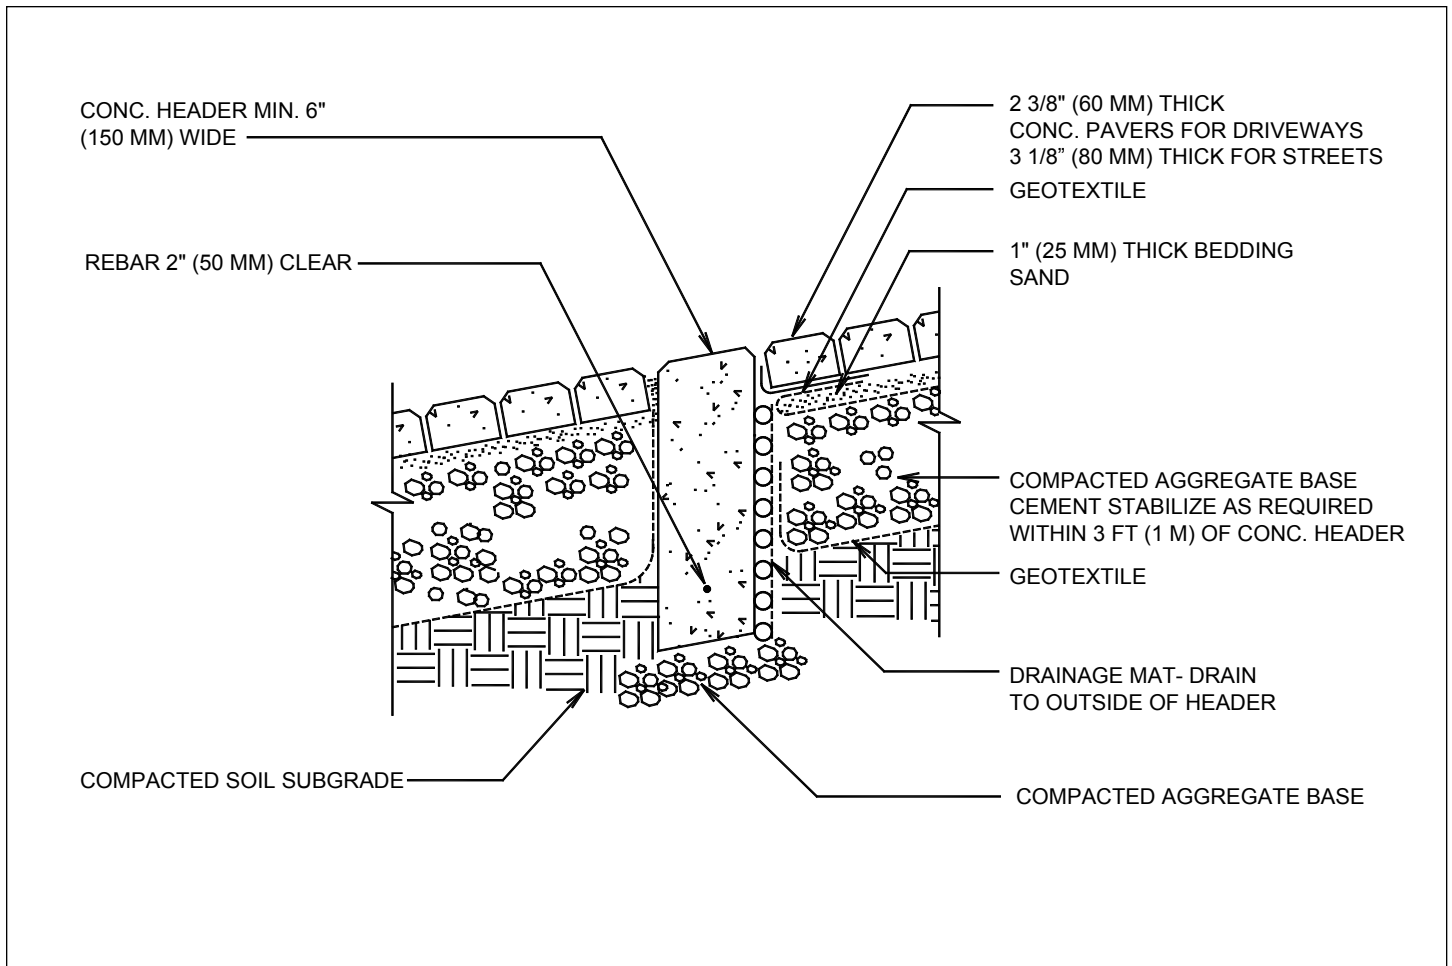 CONC. HEADER MIN. 6"
(150 MM) WIDE
REBAR 2" (50 MM) CLEAR
COMPACTED SOIL SUBGRADE
2 3/8" (60 MM) THICK
CONC. PAVERS FOR DRIVEWAYS
3 1/8” (80 MM) THICK FOR STREETS
GEOTEXTILE
1" (25 MM) THICK BEDDING
SAND
COMPACTED AGGREGATE BASE
CEMENT STABILIZE AS REQUIRED
WITHIN 3 FT (1 M) OF CONC. HEADER
GEOTEXTILE
DRAINAGE MAT- DRAIN
TO OUTSIDE OF HEADER
COMPACTED AGGREGATE BASE